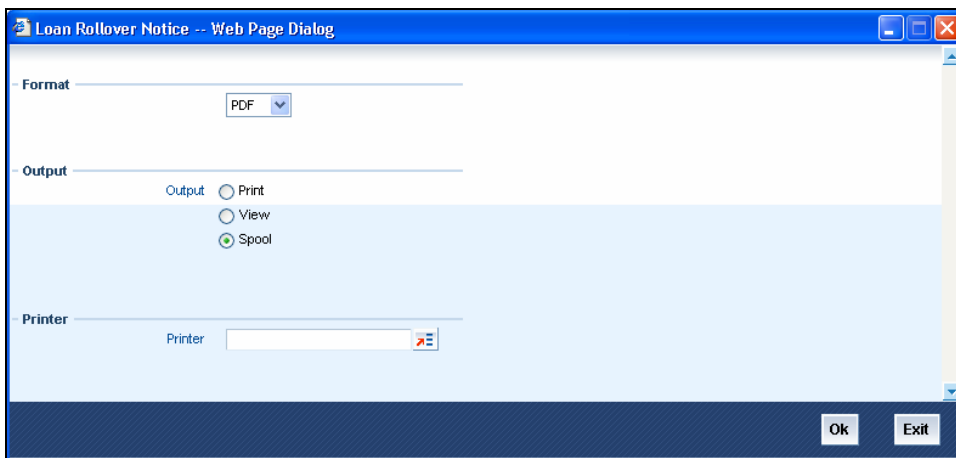 Loan Rollover Notice -- Web Page Dialog
Format
PDF
Output
Output Print
View
Spool
Printer
Printer
Ok Exit